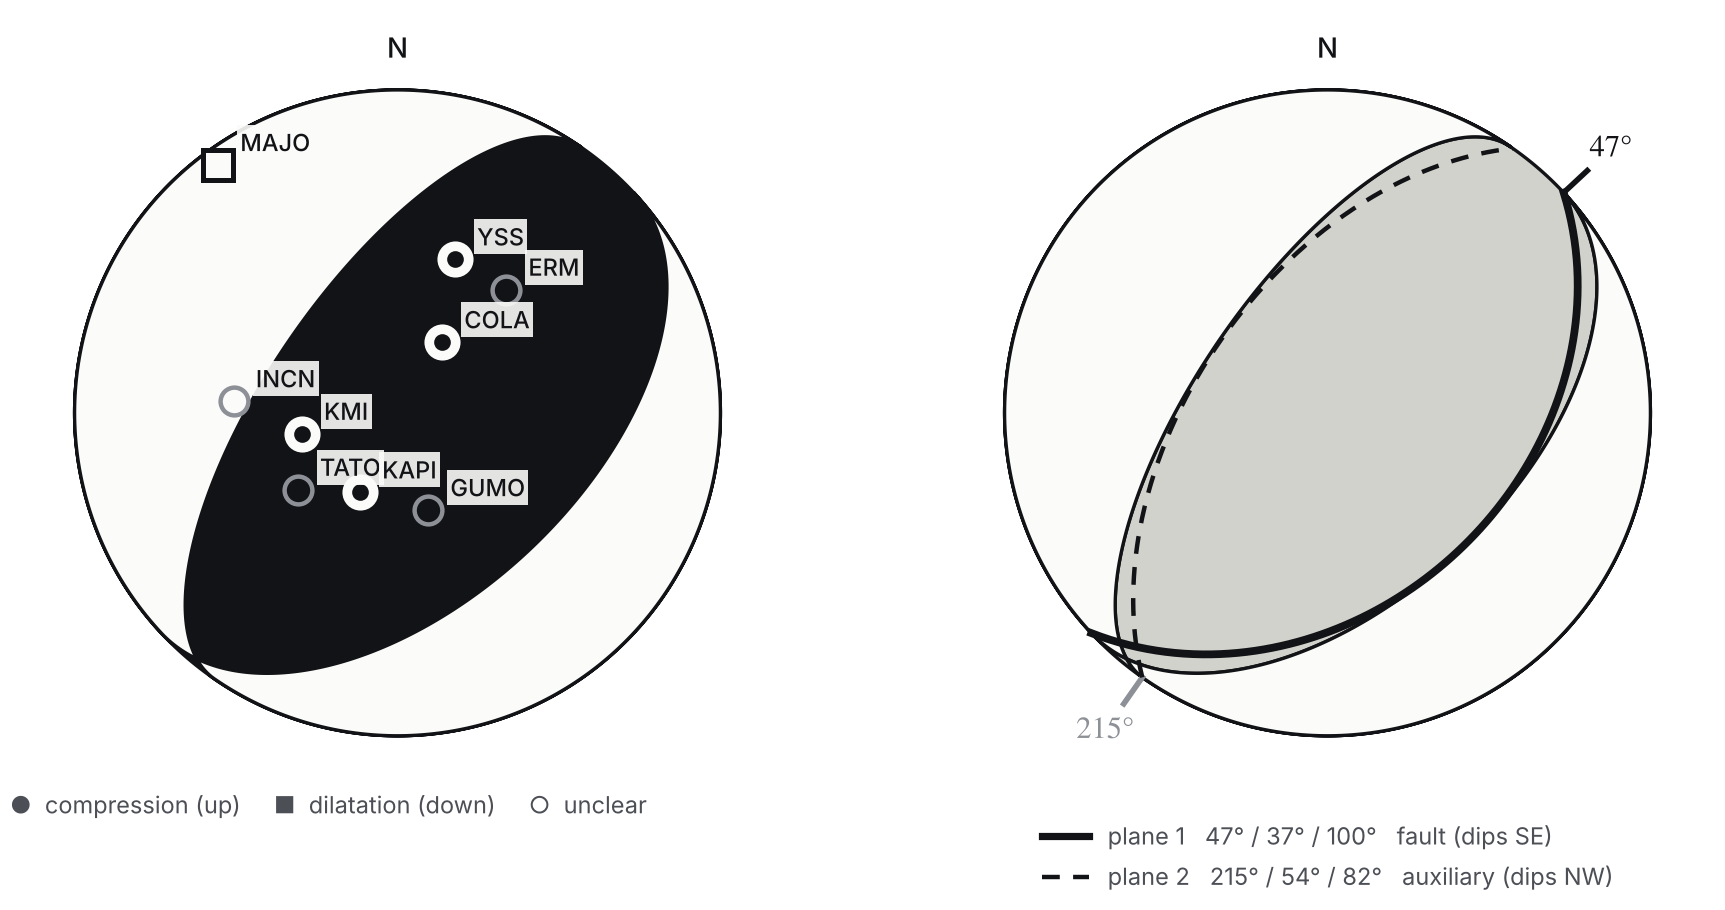 N
MAJO
YSS
ERM
COLA
INCN
KMI
TATO
KAPI
GUMO
compression (up)
dilatation (down)
unclear
N
47°
215°
plane 1 47° / 37° / 100° fault (dips SE)
plane 2 215° / 54° / 82° auxiliary (dips NW)